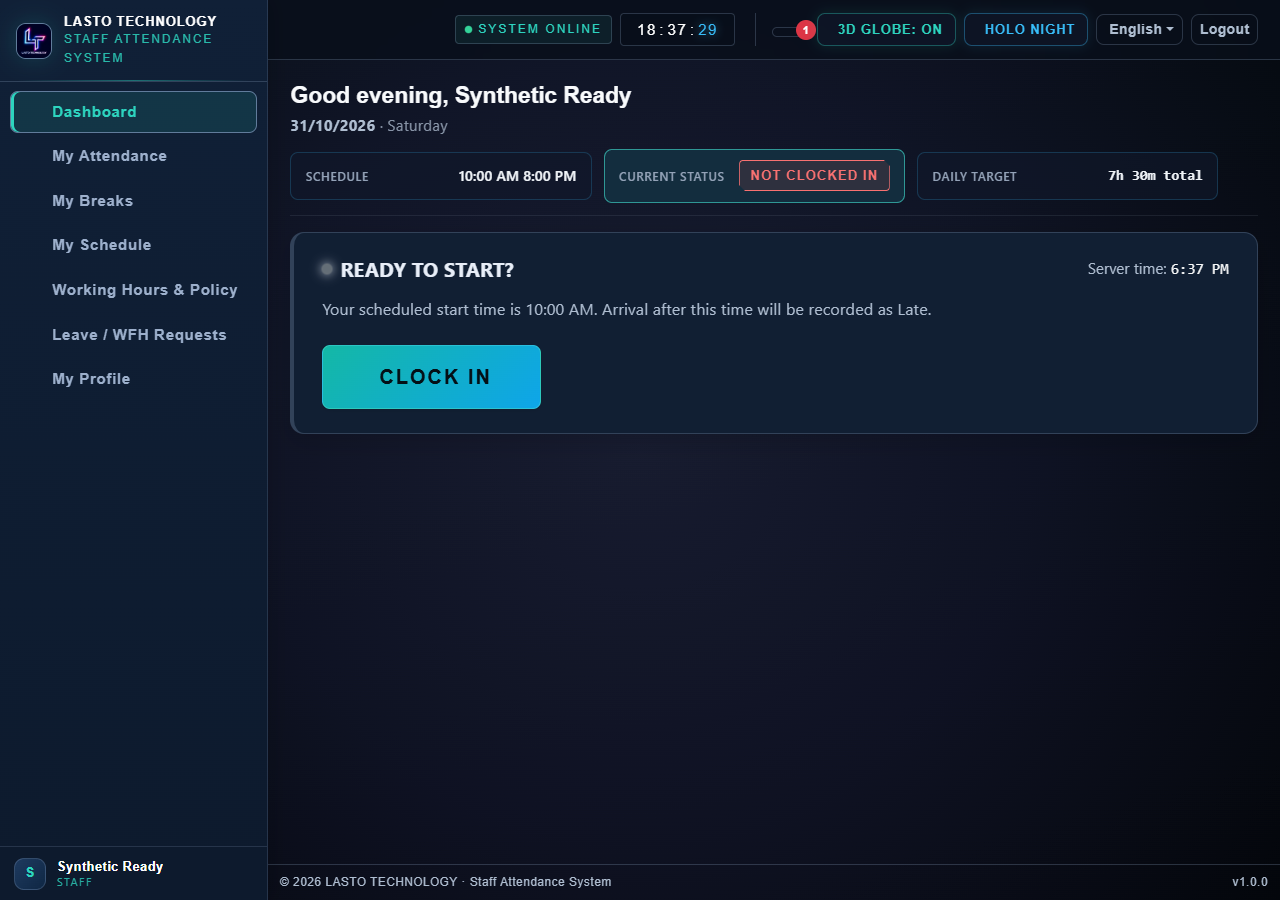 LASTO TECHNOLOGY
STAFF ATTENDANCE
SYSTEM
SYSTEM ONLINE
18:37:29
1
3D GLOBE: ON
HOLO NIGHT
English
Logout
Dashboard
My Attendance
My Breaks
My Schedule
Working Hours & Policy
Leave / WFH Requests
My Profile
Good evening, Synthetic Ready
31/10/2026 · Saturday
SCHEDULE 10:00 AM 8:00 PM
CURRENT STATUS NOT CLOCKED IN
DAILY TARGET 7h 30m total
READY TO START?
Server time: 6:37 PM
Your scheduled start time is 10:00 AM. Arrival after this time will be recorded as Late.
CLOCK IN
S
Synthetic Ready
STAFF
© 2026 LASTO TECHNOLOGY · Staff Attendance System
v1.0.0